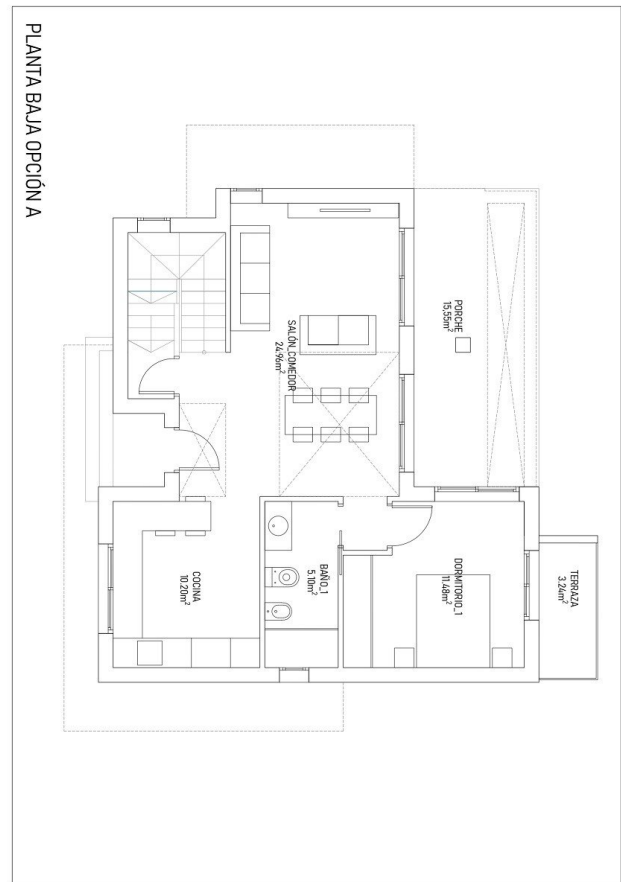 PLANTA BAJA OPCIÓN A
TERRAZA
3.24m²
PORCHE
15.55m²
DORMITORIO_1
11.48m²
SALÓN_COMEDOR
24.96m²
BAÑO_1
5.10m²
COCINA
10.20m²